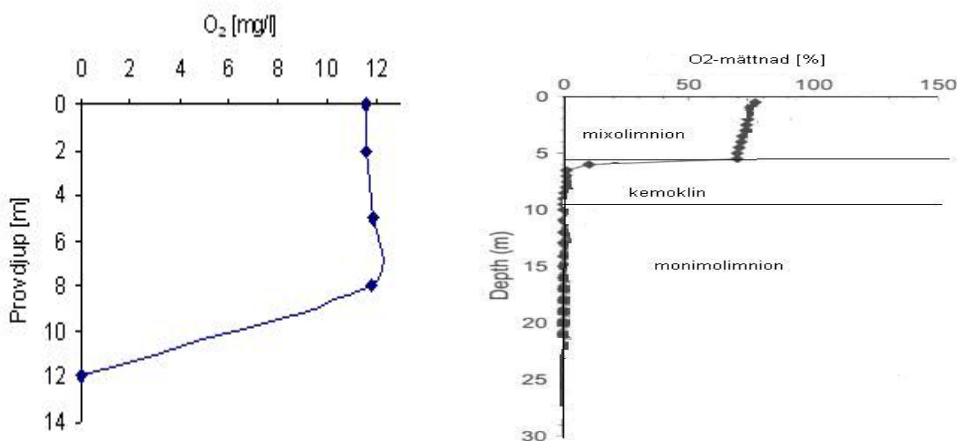 O₂ [mg/l]
0 2 4 6 8 10 12
0
2
4
6
8
10
12
14
Provdjup [m]
O2-mättnad [%]
0 50 100 150
0
5
10
15
20
25
30
Depth (m)
mixolimnion
kemoklin
monimolimnion